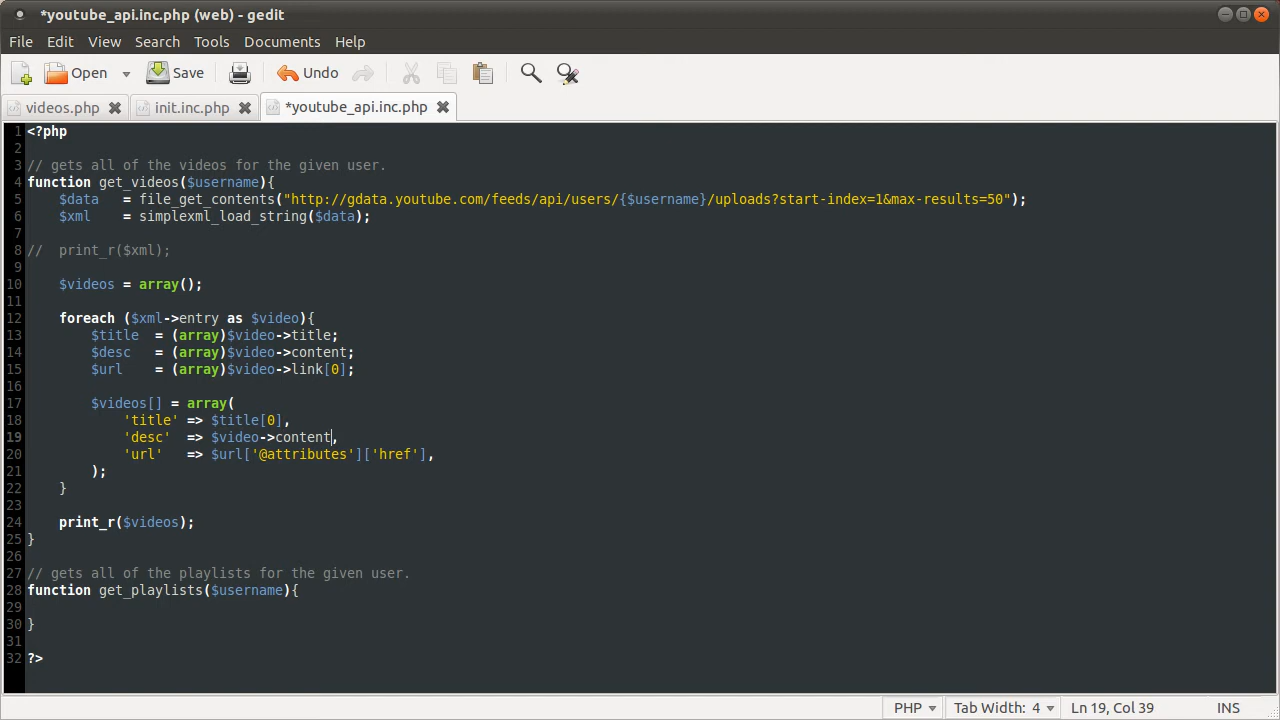 *youtube_api.inc.php (web) - gedit
File Edit View Search Tools Documents Help
Open Save Undo
videos.php init.inc.php *youtube_api.inc.php
1 <?php
2
3 // gets all of the videos for the given user.
4 function get_videos($username){
5 $data = file_get_contents("http://gdata.youtube.com/feeds/api/users/{$username}/uploads?start-index=1&max-results=50");
6 $xml = simplexml_load_string($data);
7
8 // print_r($xml);
9
10 $videos = array();
11
12 foreach ($xml->entry as $video){
13 $title = (array)$video->title;
14 $desc = (array)$video->content;
15 $url = (array)$video->link[0];
16
17 $videos[] = array(
18 'title' => $title[0],
19 'desc' => $video->content,
20 'url' => $url['@attributes']['href'],
21 );
22 }
23
24 print_r($videos);
25 }
26
27 // gets all of the playlists for the given user.
28 function get_playlists($username){
29
30 }
31
32 ?>
PHP Tab Width: 4 Ln 19, Col 39 INS